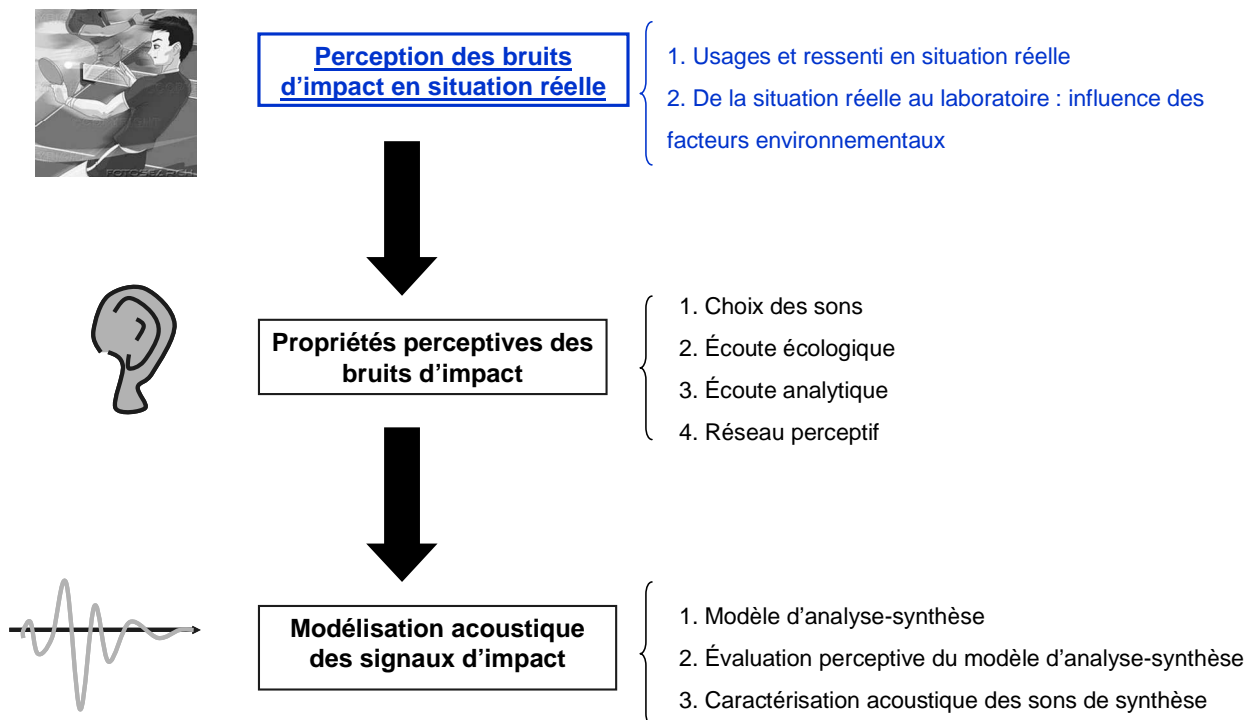 Perception des bruits
d'impact en situation réelle
1. Usages et ressenti en situation réelle
2. De la situation réelle au laboratoire : influence des
facteurs environnementaux
FOTOSEARCH
Propriétés perceptives des
bruits d'impact
1. Choix des sons
2. Écoute écologique
3. Écoute analytique
4. Réseau perceptif
Modélisation acoustique
des signaux d'impact
1. Modèle d'analyse-synthèse
2. Évaluation perceptive du modèle d'analyse-synthèse
3. Caractérisation acoustique des sons de synthèse